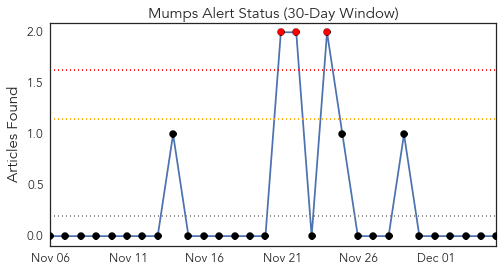 Mumps Alert Status (30-Day Window)
Articles Found
2.0
1.5
1.0
0.5
0.0
Nov 06 Nov 11 Nov 16 Nov 21 Nov 26 Dec 01